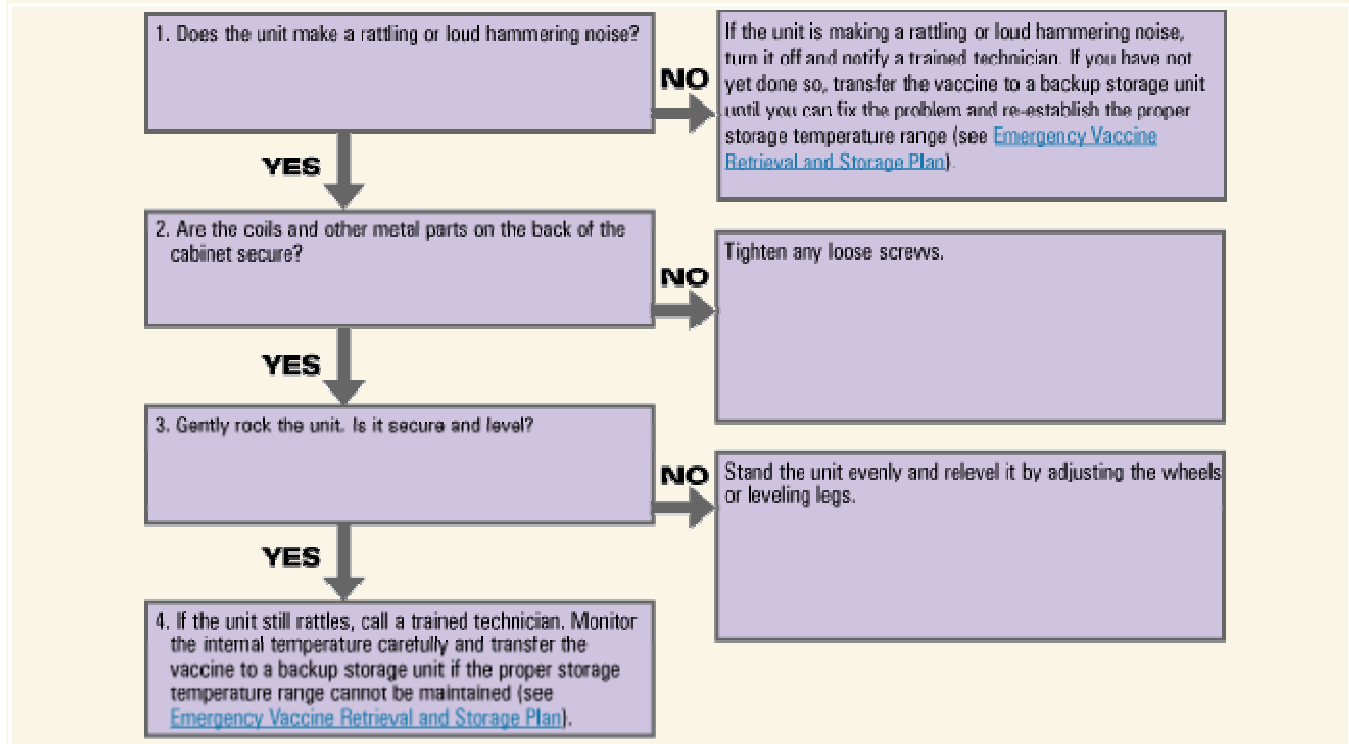 1. Does the unit make a rattling or loud hammering noise?
NO
If the unit is making a rattling or loud hammering noise,
turn it off and notify a trained technician. If you have not
yet done so, transfer the vaccine to a backup storage unit
until you can fix the problem and re-establish the proper
storage temperature range (see Emergency Vaccine
Retrieval and Storage Plan).
YES
2. Are the coils and other metal parts on the back of the
cabinet secure?
NO
Tighten any loose screws.
YES
3. Gently rock the unit. Is it secure and level?
NO
Stand the unit evenly and relevel it by adjusting the wheels
or leveling legs.
YES
4. If the unit still rattles, call a trained technician. Monitor
the internal temperature carefully and transfer the
vaccine to a backup storage unit if the proper storage
temperature range cannot be maintained (see
Emergency Vaccine Retrieval and Storage Plan).